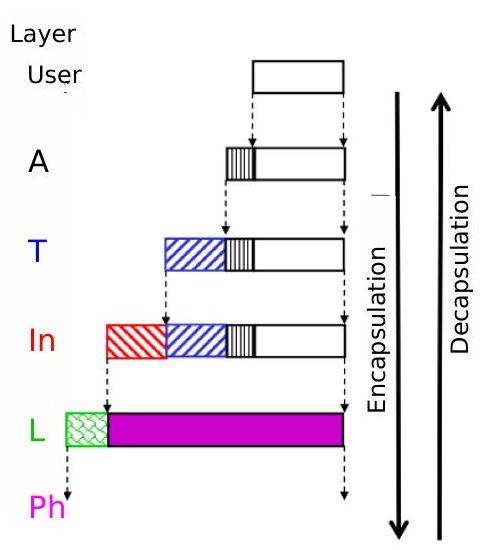 Layer
User
A
T
In
L
Ph
Encapsulation
Decapsulation